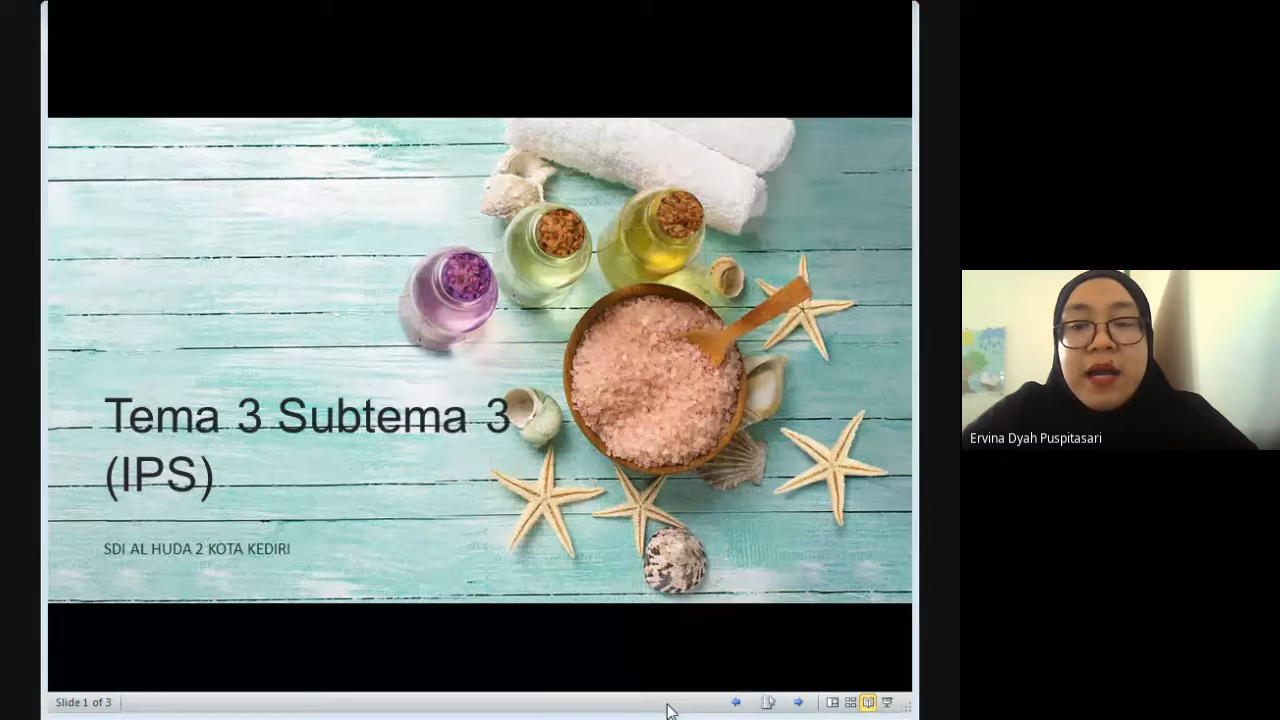 Tema 3 Subtema 3
(IPS)
SDI AL HUDA 2 KOTA KEDIRI
Ervina Dyah Puspitasari
Slide 1 of 3